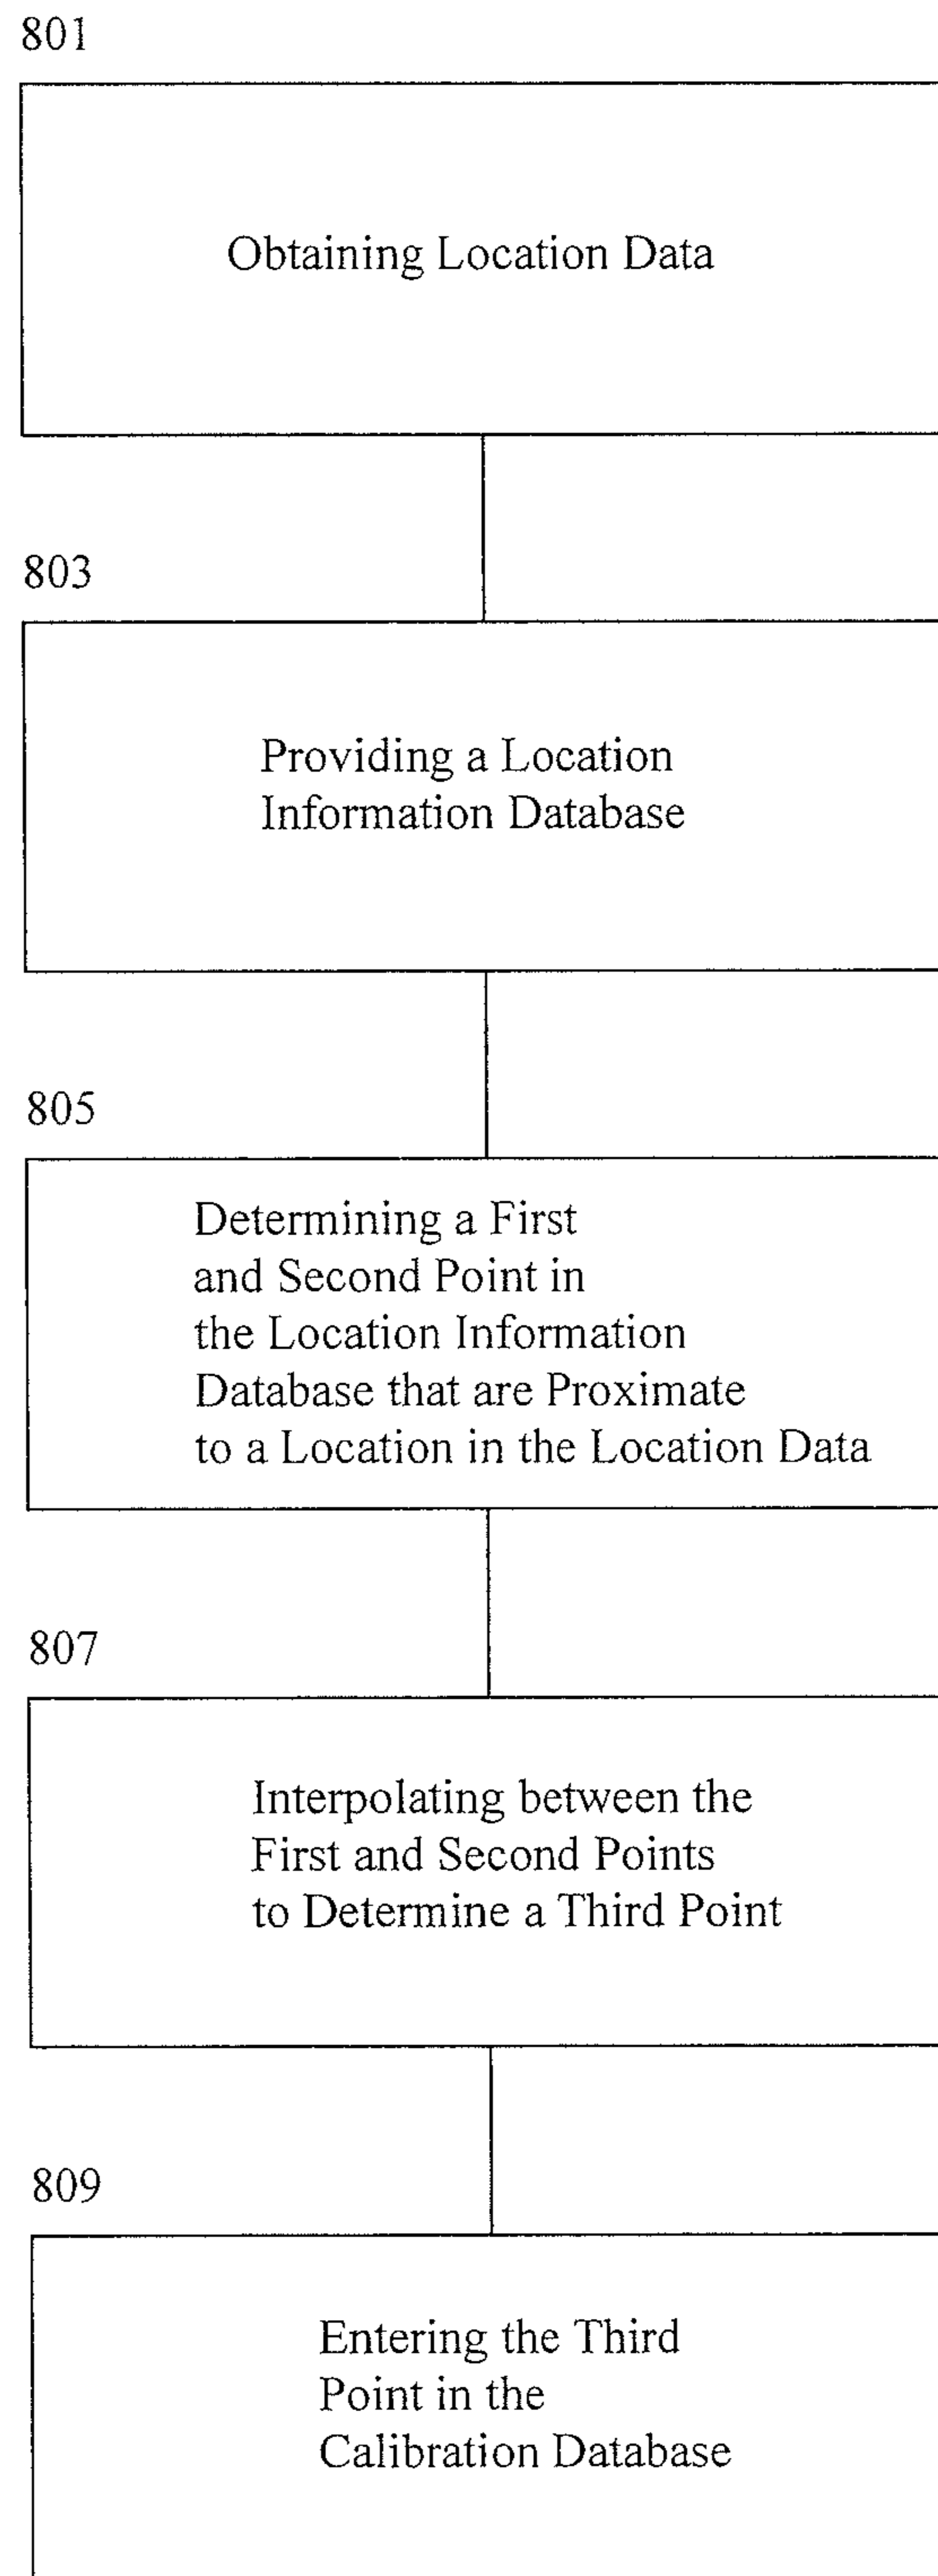 801
Obtaining Location Data
803
Providing a Location
Information Database
805
Determining a First
and Second Point in
the Location Information
Database that are Proximate
to a Location in the Location Data
807
Interpolating between the
First and Second Points
to Determine a Third Point
809
Entering the Third
Point in the
Calibration Database